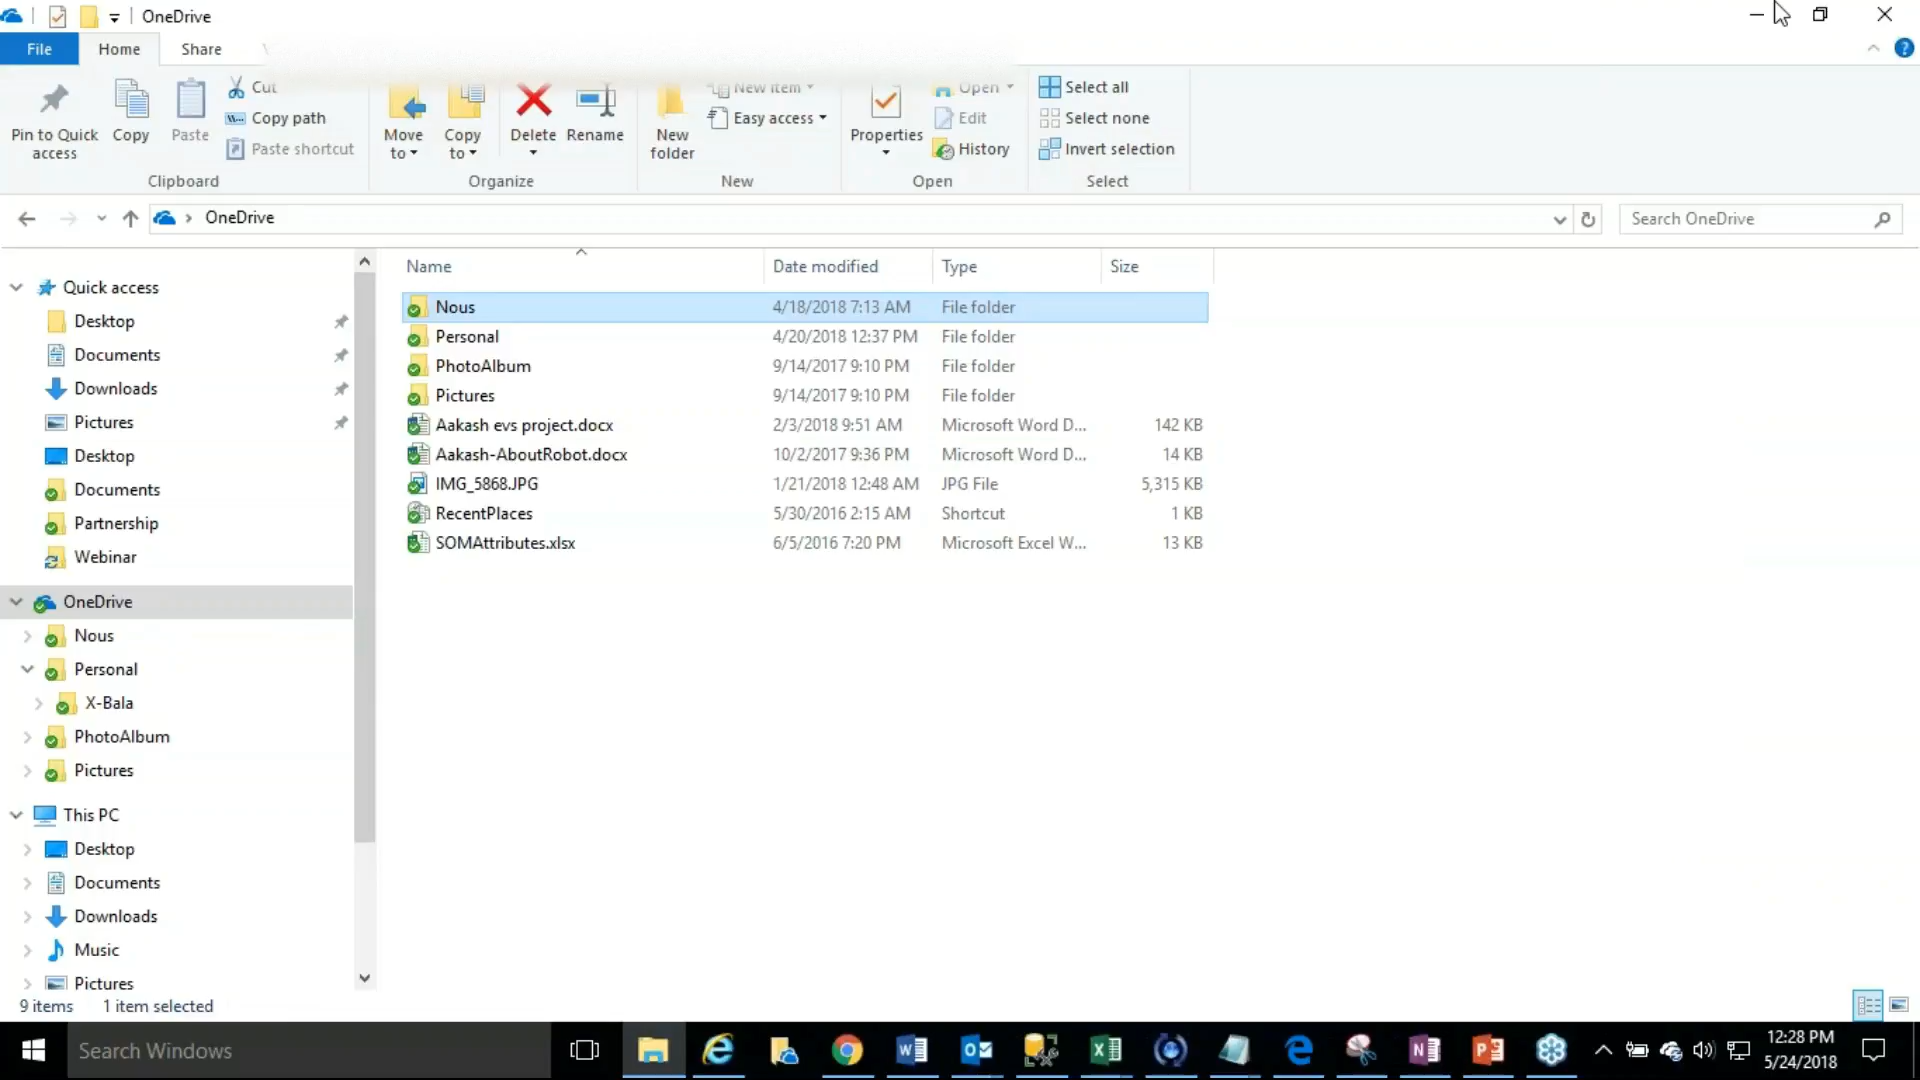 OneDrive
File Home Share
Pin to Quick access
Copy
Paste
Cut
Copy path
Paste shortcut
Clipboard
Move to
Copy to
Delete
Rename
Organize
New folder
New item
Easy access
New
Properties
Open
Edit
History
Open
Select all
Select none
Invert selection
Select
OneDrive
Search OneDrive
Quick access
Desktop
Documents
Downloads
Pictures
Desktop
Documents
Partnership
Webinar
OneDrive
Nous
Personal
X-Bala
PhotoAlbum
Pictures
This PC
Desktop
Documents
Downloads
Music
Pictures
Name Date modified Type Size
Nous 4/18/2018 7:13 AM File folder
Personal 4/20/2018 12:37 PM File folder
PhotoAlbum 9/14/2017 9:10 PM File folder
Pictures 9/14/2017 9:10 PM File folder
Aakash evs project.docx 2/3/2018 9:51 AM Microsoft Word D... 142 KB
Aakash-AboutRobot.docx 10/2/2017 9:36 PM Microsoft Word D... 14 KB
IMG_5868.JPG 1/21/2018 12:48 AM JPG File 5,315 KB
RecentPlaces 5/30/2016 2:15 AM Shortcut 1 KB
SOMAttributes.xlsx 6/5/2016 7:20 PM Microsoft Excel W... 13 KB
9 items 1 item selected
Search Windows
12:28 PM
5/24/2018